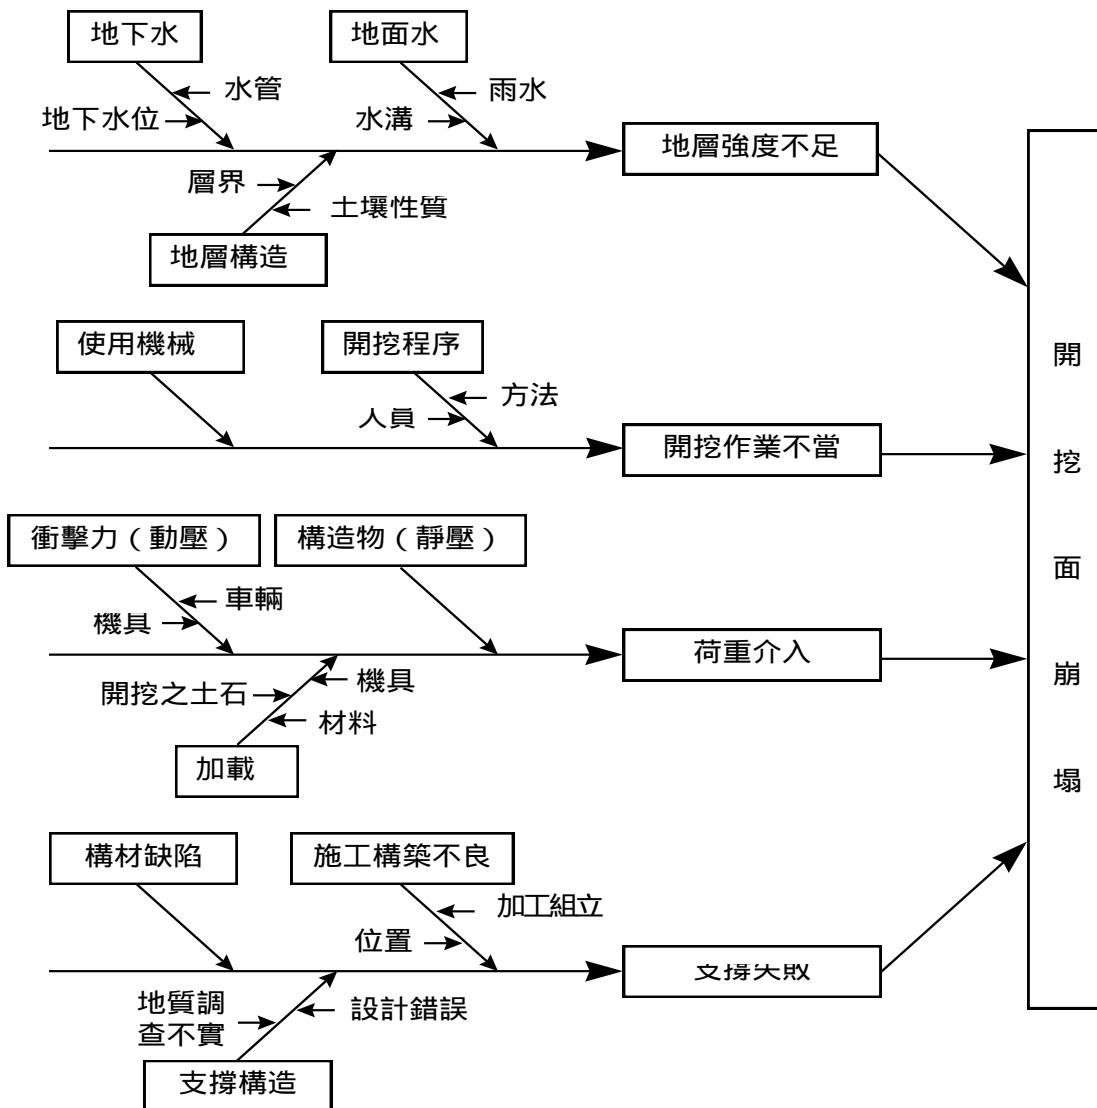 地下水
地面水
水管
雨水
地下水位
水溝
地層強度不足
層界
土壤性質
地層構造
使用機械
開挖程序
方法
人員
開挖作業不當
衝擊力（動壓）
構造物（靜壓）
車輛
機具
荷重介入
開挖之土石
機具
材料
加載
構材缺陷
施工構築不良
加工組立
位置
支撐失敗
地質調
查不實
設計錯誤
支撐構造
開挖面崩塌